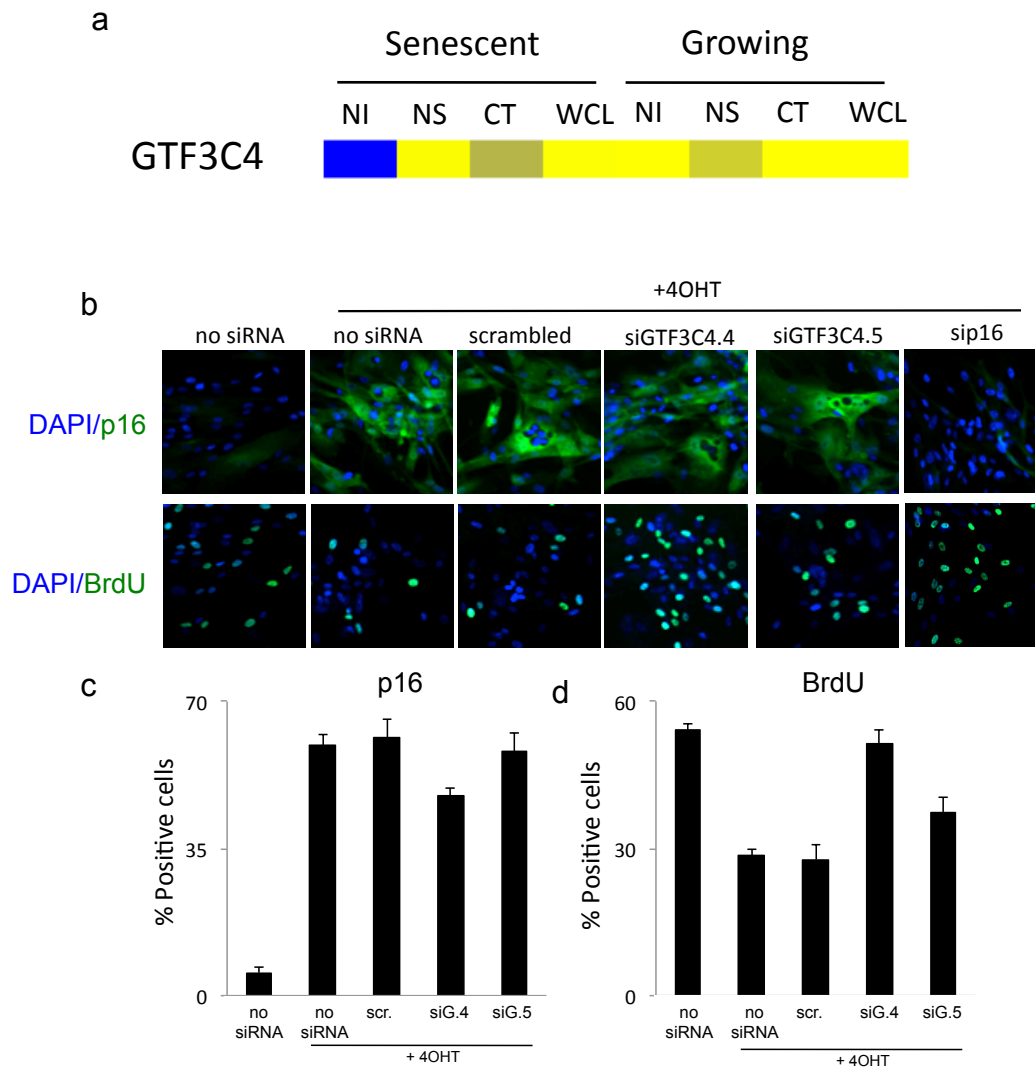 a
Senescent Growing
NI NS CT WCL NI NS CT WCL
GTF3C4
b
+4OHT
no siRNA no siRNA scrambled siGTF3C4.4 siGTF3C4.5 sip16
DAPI/p16
DAPI/BrdU
c
p16
% Positive cells
70
35
0
no siRNA
no siRNA
scr.
siG.4
siG.5
+ 4OHT
d
BrdU
% Positive cells
60
30
0
no siRNA
no siRNA
scr.
siG.4
siG.5
+ 4OHT